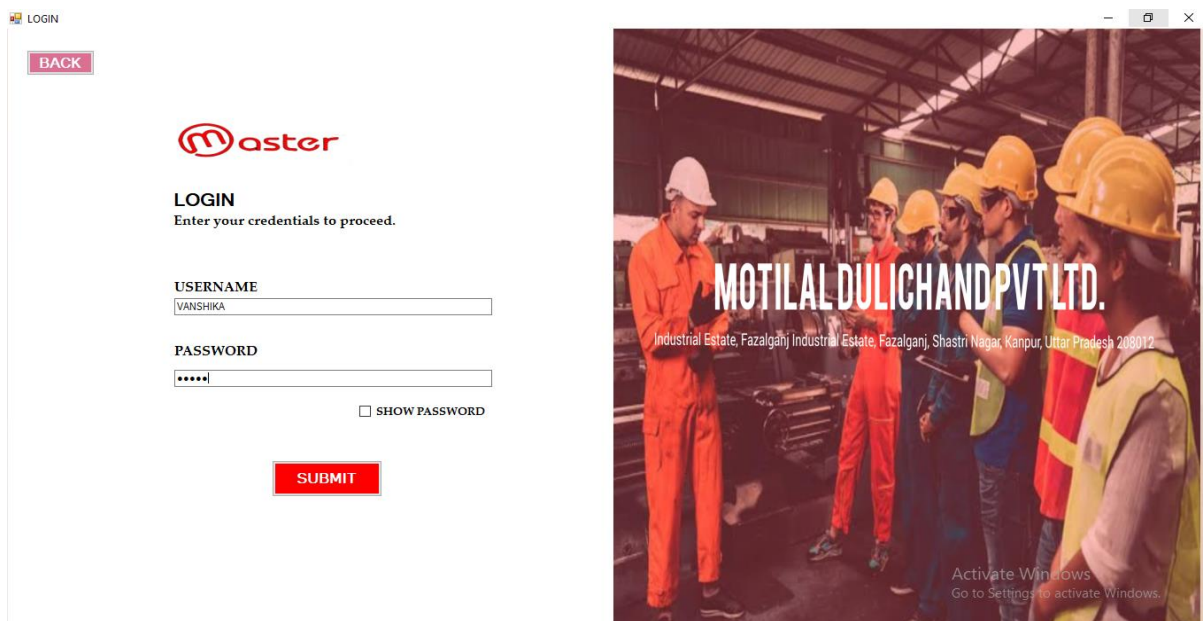 LOGIN
BACK
master
LOGIN
Enter your credentials to proceed.
USERNAME
VANSHIKA
PASSWORD
•••••
SHOW PASSWORD
SUBMIT
MOTILAL DULICHAND PVT LTD.
Industrial Estate, Fazalganj Industrial Estate, Fazalganj, Shastri Nagar, Kanpur, Uttar Pradesh 208012
Activate Windows
Go to Settings to activate Windows.